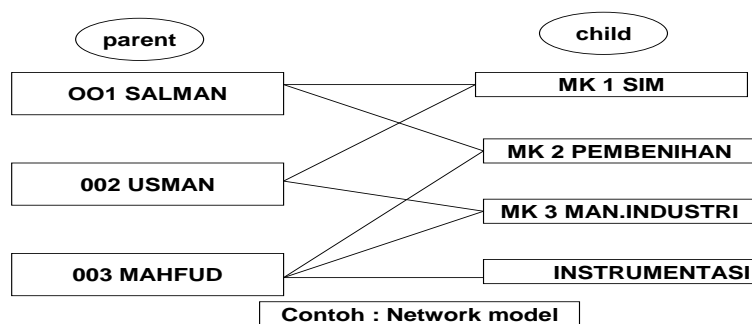 parent
child
OO1 SALMAN
MK 1 SIM
MK 2 PEMBENIHAN
002 USMAN
MK 3 MAN.INDUSTRI
003 MAHFUD
INSTRUMENTASI
Contoh : Network model